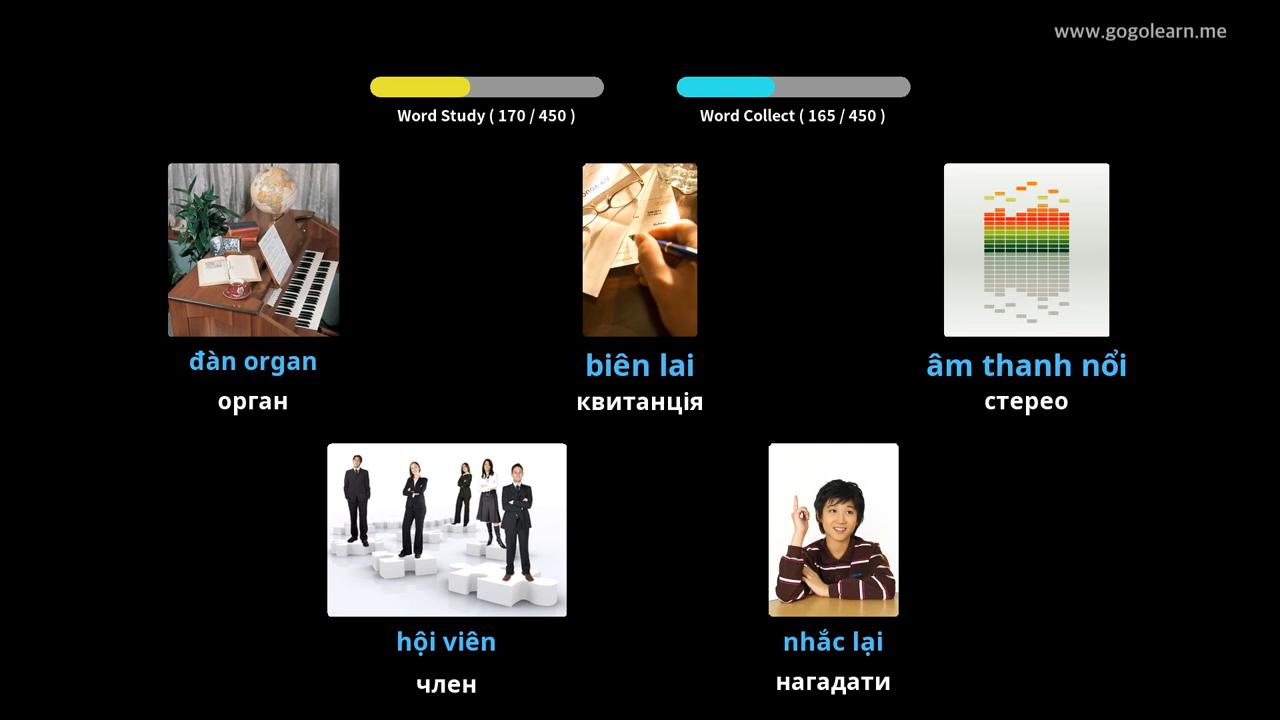 www.gogolearn.me
Word Study ( 170 / 450 )
Word Collect ( 165 / 450 )
đàn organ
орган
biên lai
квитанція
âm thanh nổi
стерео
hội viên
член
nhắc lại
нагадати